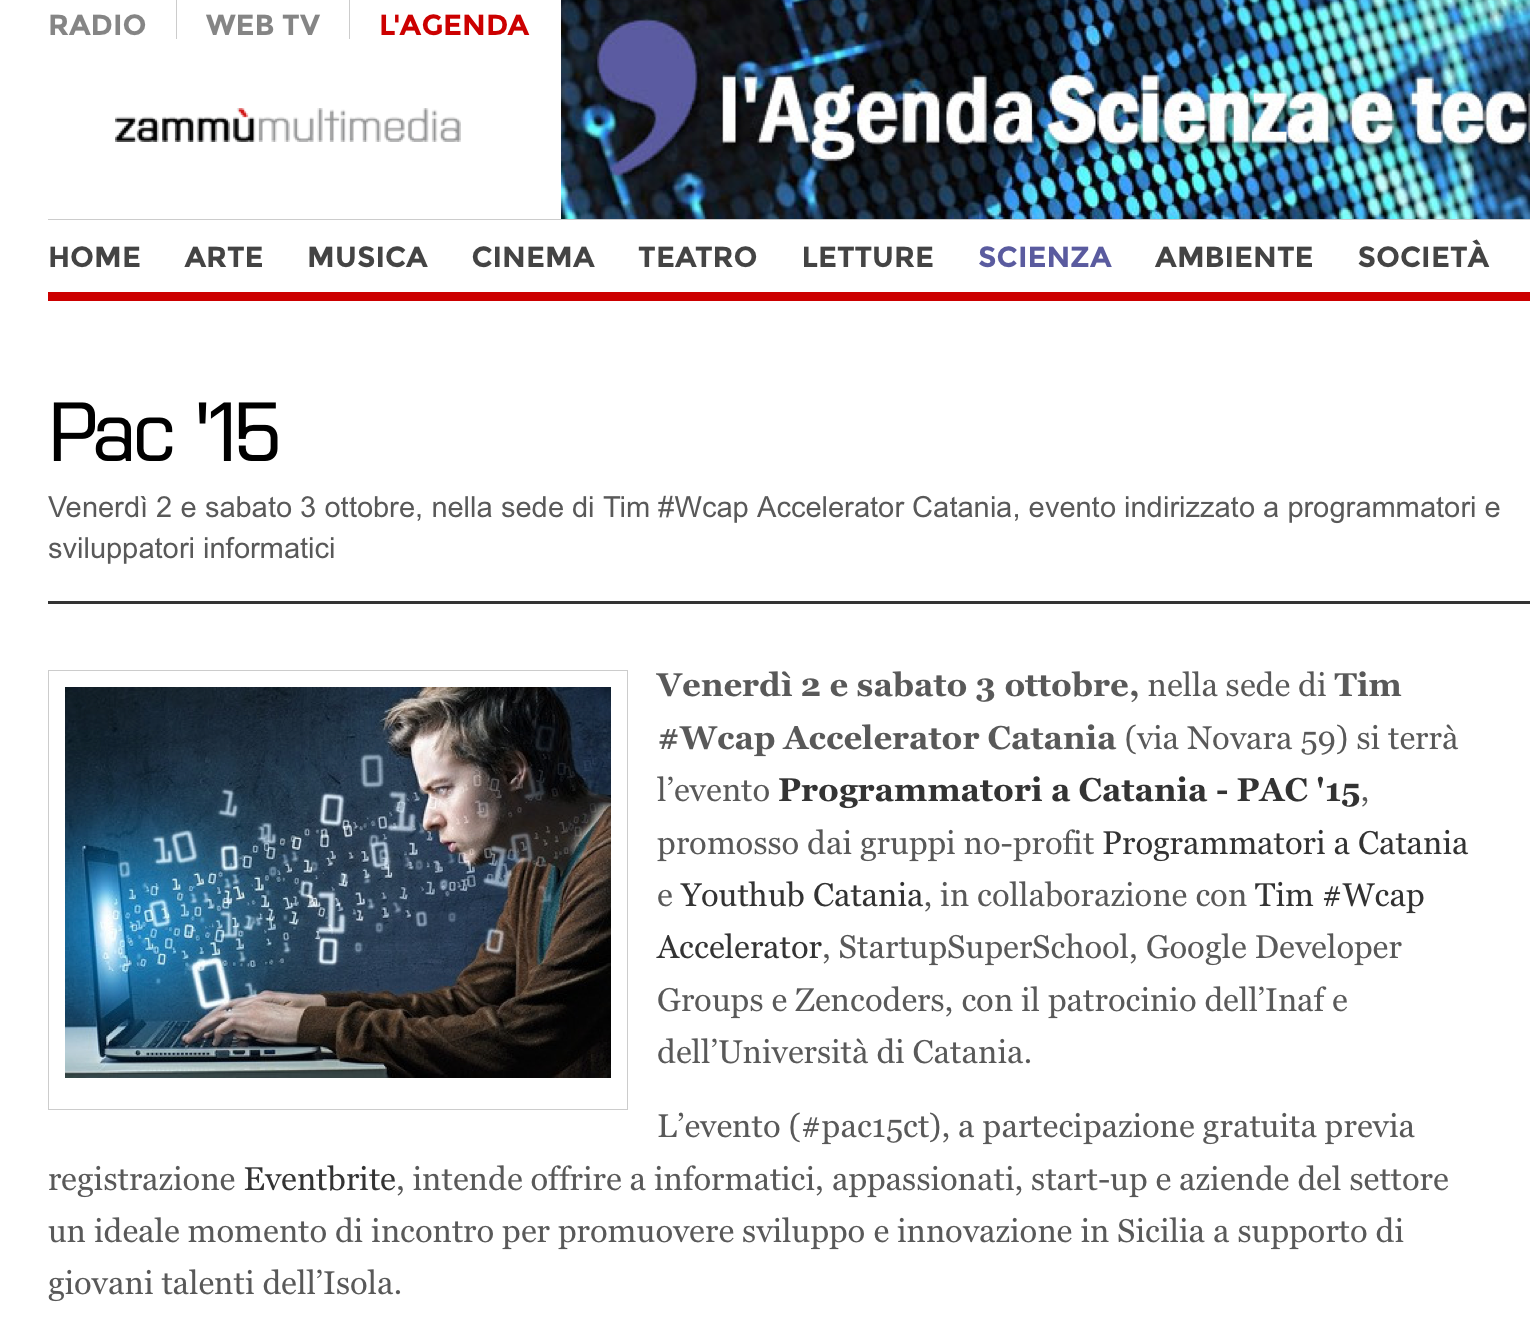 RADIO WEB TV L'AGENDA
zammùmultimedia
l'Agenda Scienza e tec
HOME ARTE MUSICA CINEMA TEATRO LETTURE SCIENZA AMBIENTE SOCIETÀ
Pac '15
Venerdì 2 e sabato 3 ottobre, nella sede di Tim #Wcap Accelerator Catania, evento indirizzato a programmatori e
sviluppatori informatici
Venerdì 2 e sabato 3 ottobre, nella sede di Tim
#Wcap Accelerator Catania (via Novara 59) si terrà
l’evento Programmatori a Catania - PAC '15,
promosso dai gruppi no-profit Programmatori a Catania
e Youthub Catania, in collaborazione con Tim #Wcap
Accelerator, StartupSuperSchool, Google Developer
Groups e Zencoders, con il patrocinio dell’Inaf e
dell’Università di Catania.
L’evento (#pac15ct), a partecipazione gratuita previa
registrazione Eventbrite, intende offrire a informatici, appassionati, start-up e aziende del settore
un ideale momento di incontro per promuovere sviluppo e innovazione in Sicilia a supporto di
giovani talenti dell’Isola.